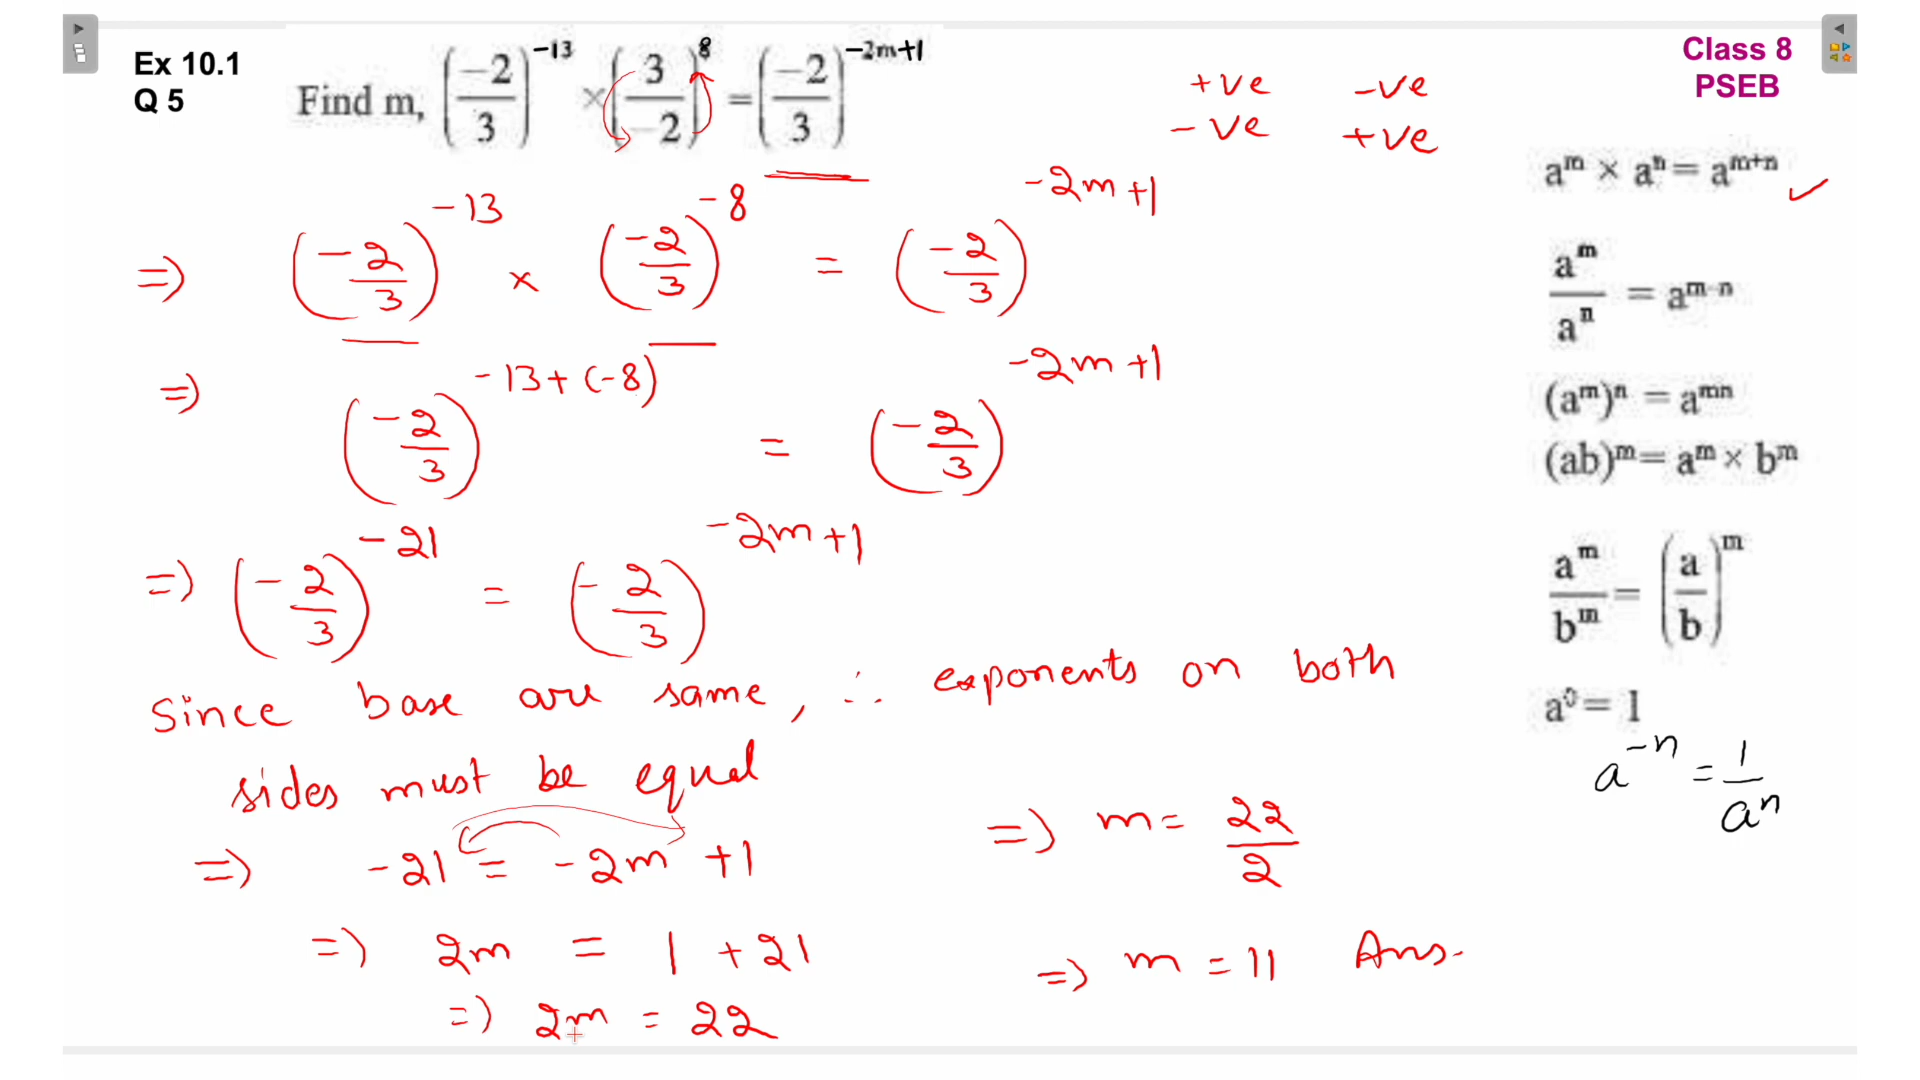 Ex 10.1
Q 5
Find m, (-2/3)^-13 × (3/-2)^8 = (-2/3)^-2m+1
Class 8
PSEB
+ve -ve
-ve +ve
=> (-2/3)^-13 × (-2/3)^-8 = (-2/3)^-2m+1
=> (-2/3)^-13+(-8) = (-2/3)^-2m+1
=> (-2/3)^-21 = (-2/3)^-2m+1
Since base are same, ∴ exponents on both
sides must be equal
=> -21 = -2m +1
=> 2m = 1 + 21
=> 2m = 22
=> m = 22/2
=> m = 11 Ans.
a^m × a^n = a^m+n ✓
a^m/a^n = a^m-n
(a^m)^n = a^mn
(ab)^m = a^m × b^m
a^m/b^m = (a/b)^m
a^0 = 1
a^-n = 1/a^n